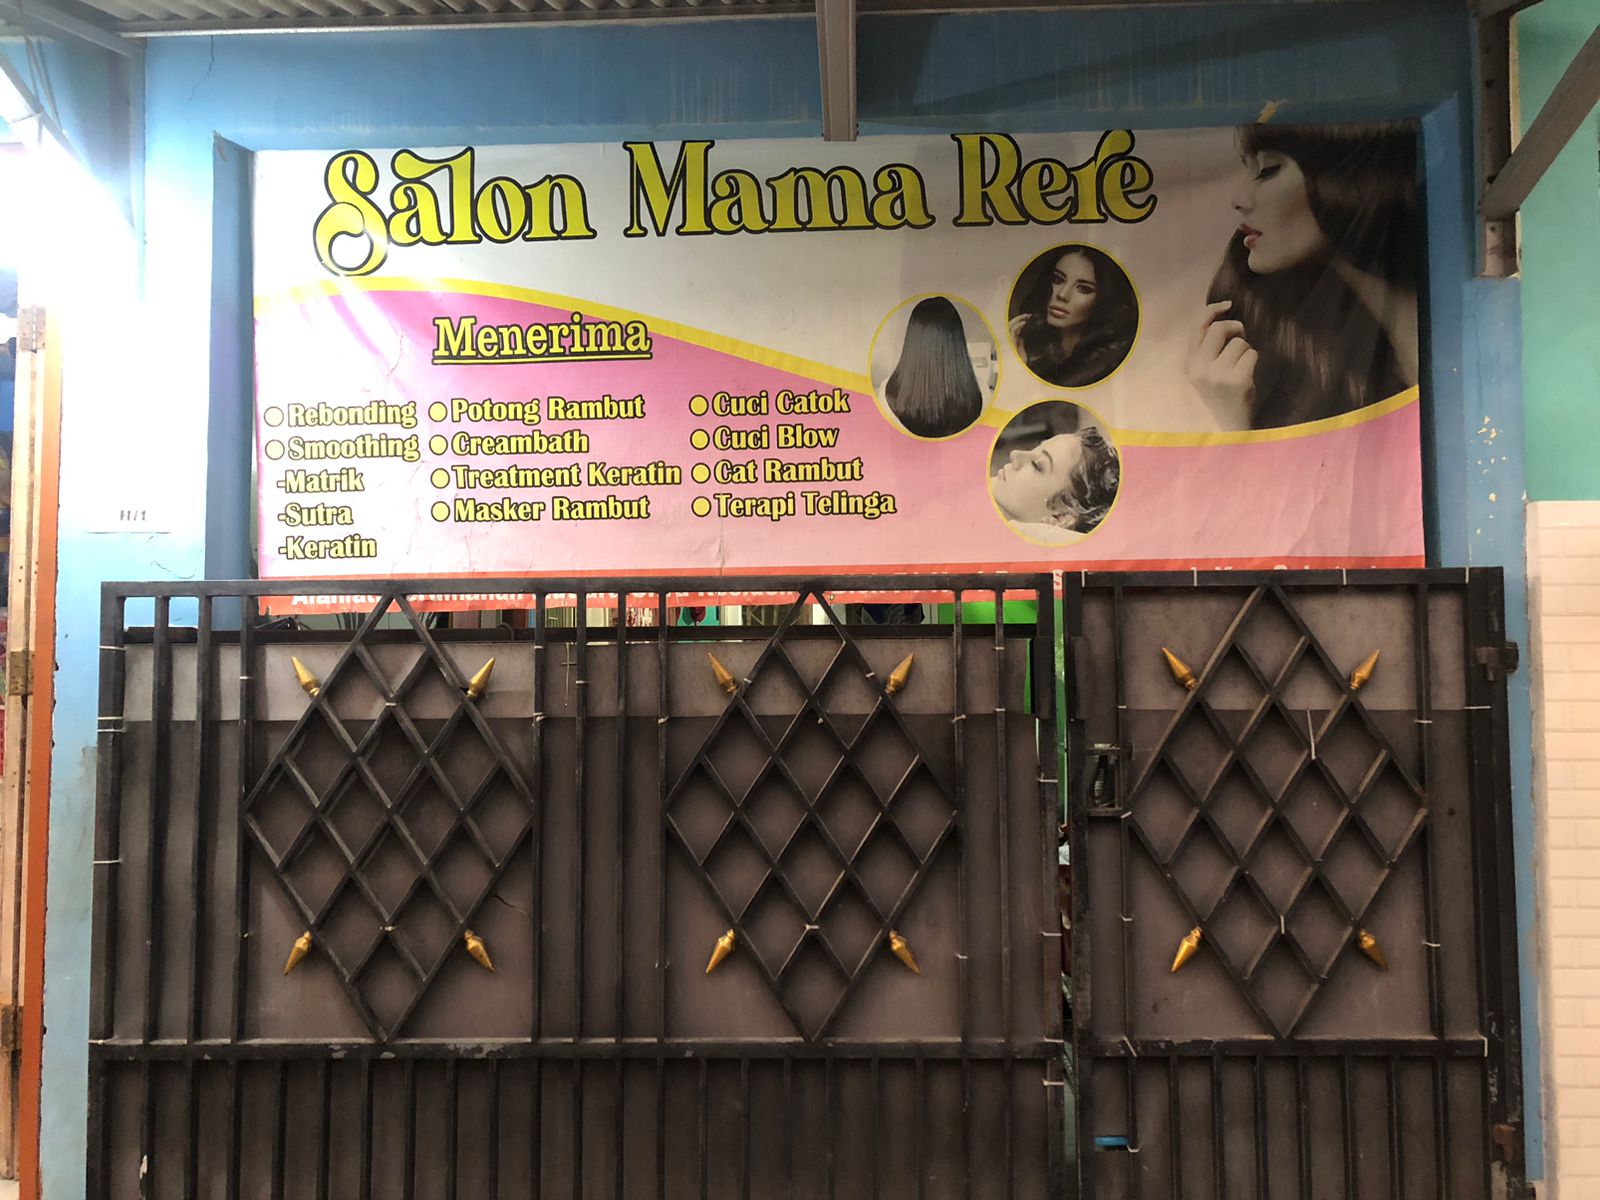 Salon Mama Rere
Menerima
Rebonding
Smoothing
-Matrik
-Sutra
-Keratin
Potong Rambut
Creambath
Treatment Keratin
Masker Rambut
Cuci Catok
Cuci Blow
Cat Rambut
Terapi Telinga